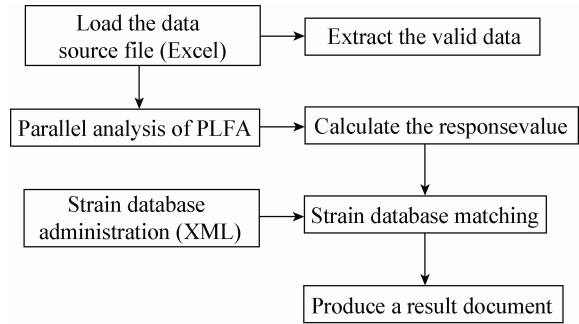 Load the data
source file (Excel)
Extract the valid data
Parallel analysis of PLFA
Calculate the responsevalue
Strain database
administration (XML)
Strain database matching
Produce a result document